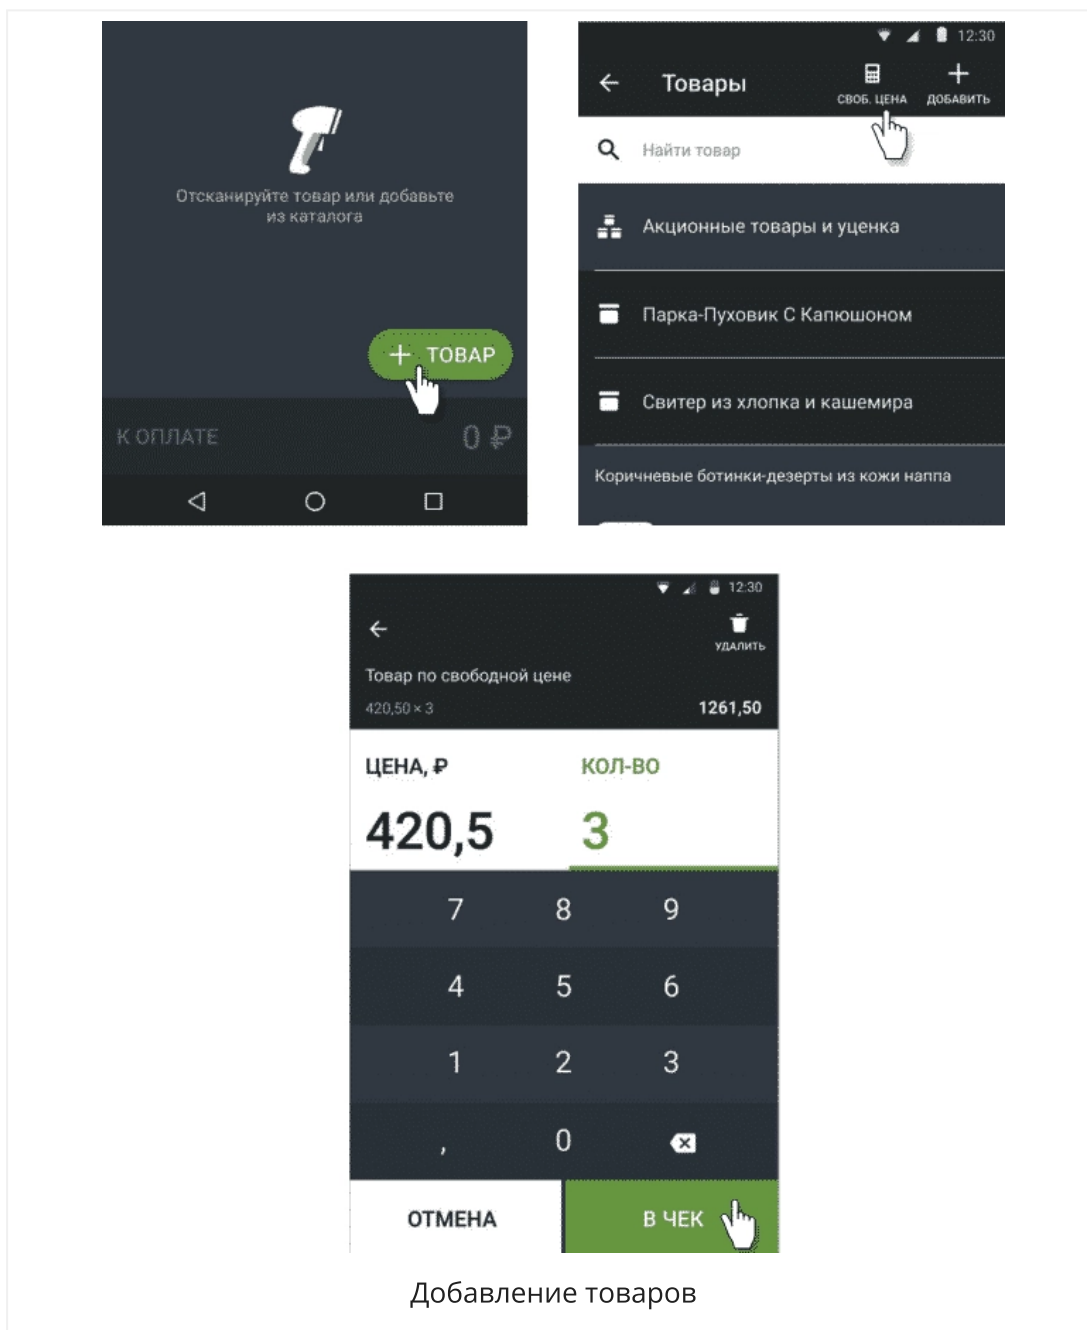 Отсканируйте товар или добавьте
из каталога
+ ТОВАР
К ОПЛАТЕ 0 ₽
12:30
Товары
СВОБ. ЦЕНА ДОБАВИТЬ
Найти товар
Акционные товары и уценка
Парка-Пуховик С Капюшоном
Свитер из хлопка и кашемира
Коричневые ботинки-дезерты из кожи наппа
12:30
УДАЛИТЬ
Товар по свободной цене
420,50 × 3 1261,50
ЦЕНА, ₽ КОЛ-ВО
420,5 3
7 8 9
4 5 6
1 2 3
, 0
ОТМЕНА В ЧЕК
Добавление товаров